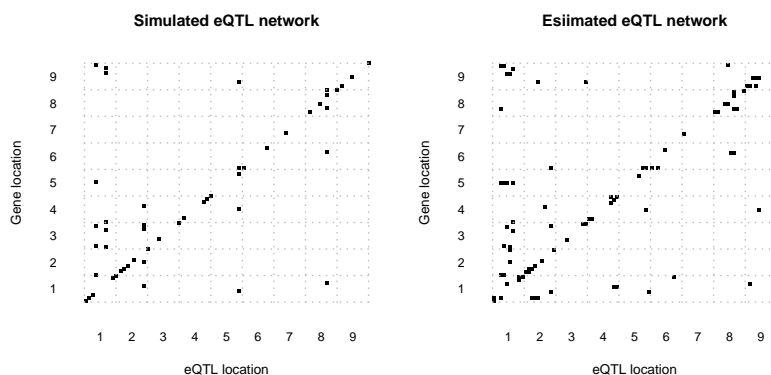 Simulated eQTL network
Gene location
9
8
7
6
5
4
3
2
1
1 2 3 4 5 6 7 8 9
eQTL location
Esiimated eQTL network
Gene location
9
8
7
6
5
4
3
2
1
1 2 3 4 5 6 7 8 9
eQTL location